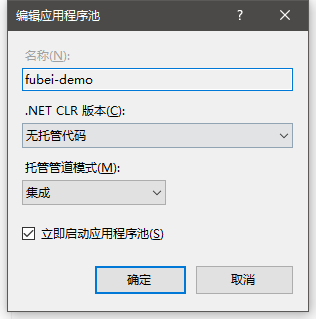 编辑应用程序池
名称(N):
fubei-demo
.NET CLR 版本(C):
无托管代码
托管管道模式(M):
集成
立即启动应用程序池(S)
确定
取消